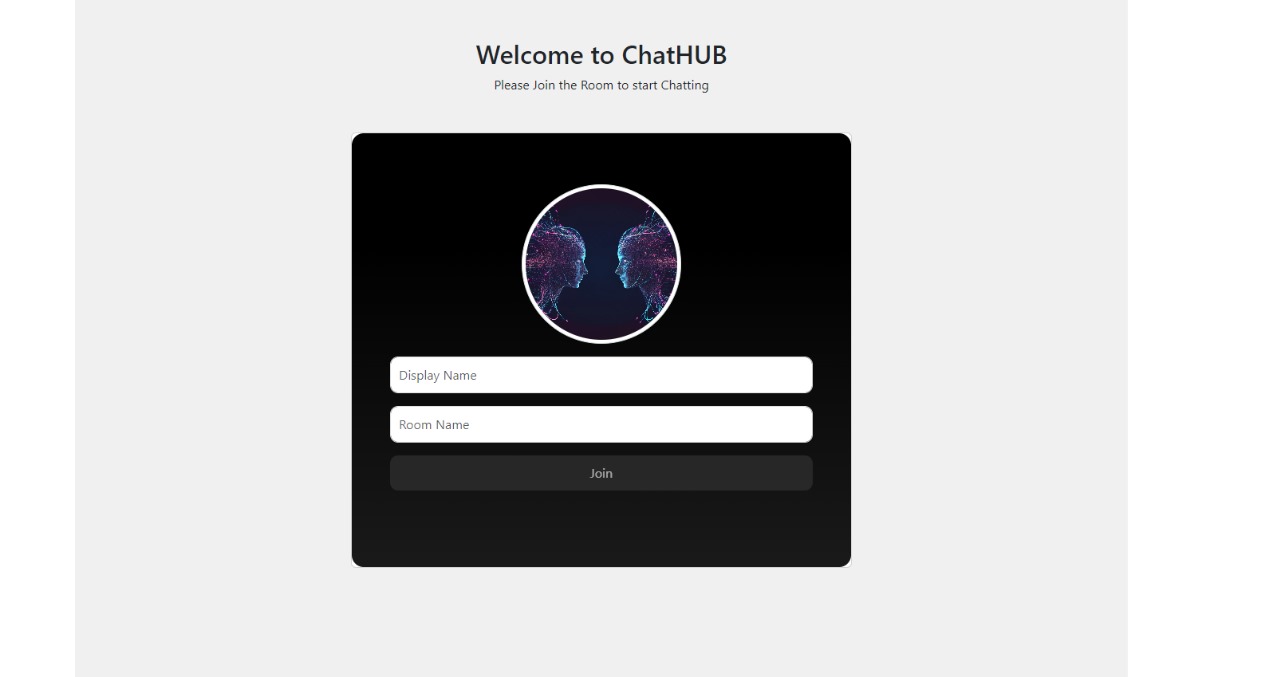 Welcome to ChatHUB
Please Join the Room to start Chatting
Display Name
Room Name
Join